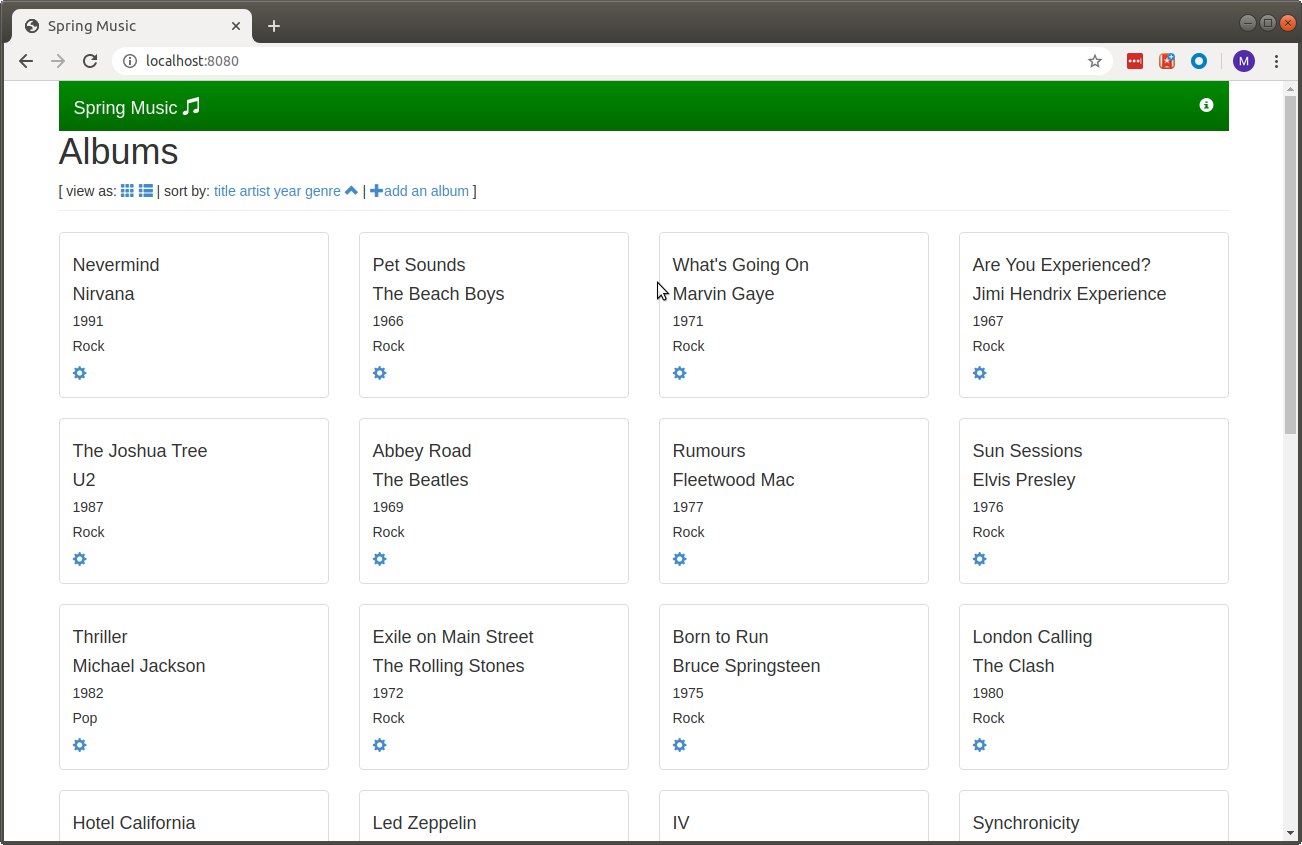 Spring Music
localhost:8080
M
Spring Music
Albums
[ view as: | sort by: title artist year genre | add an album ]
Nevermind
Nirvana
1991
Rock
Pet Sounds
The Beach Boys
1966
Rock
What's Going On
Marvin Gaye
1971
Rock
Are You Experienced?
Jimi Hendrix Experience
1967
Rock
The Joshua Tree
U2
1987
Rock
Abbey Road
The Beatles
1969
Rock
Rumours
Fleetwood Mac
1977
Rock
Sun Sessions
Elvis Presley
1976
Rock
Thriller
Michael Jackson
1982
Pop
Exile on Main Street
The Rolling Stones
1972
Rock
Born to Run
Bruce Springsteen
1975
Rock
London Calling
The Clash
1980
Rock
Hotel California
Led Zeppelin
IV
Synchronicity